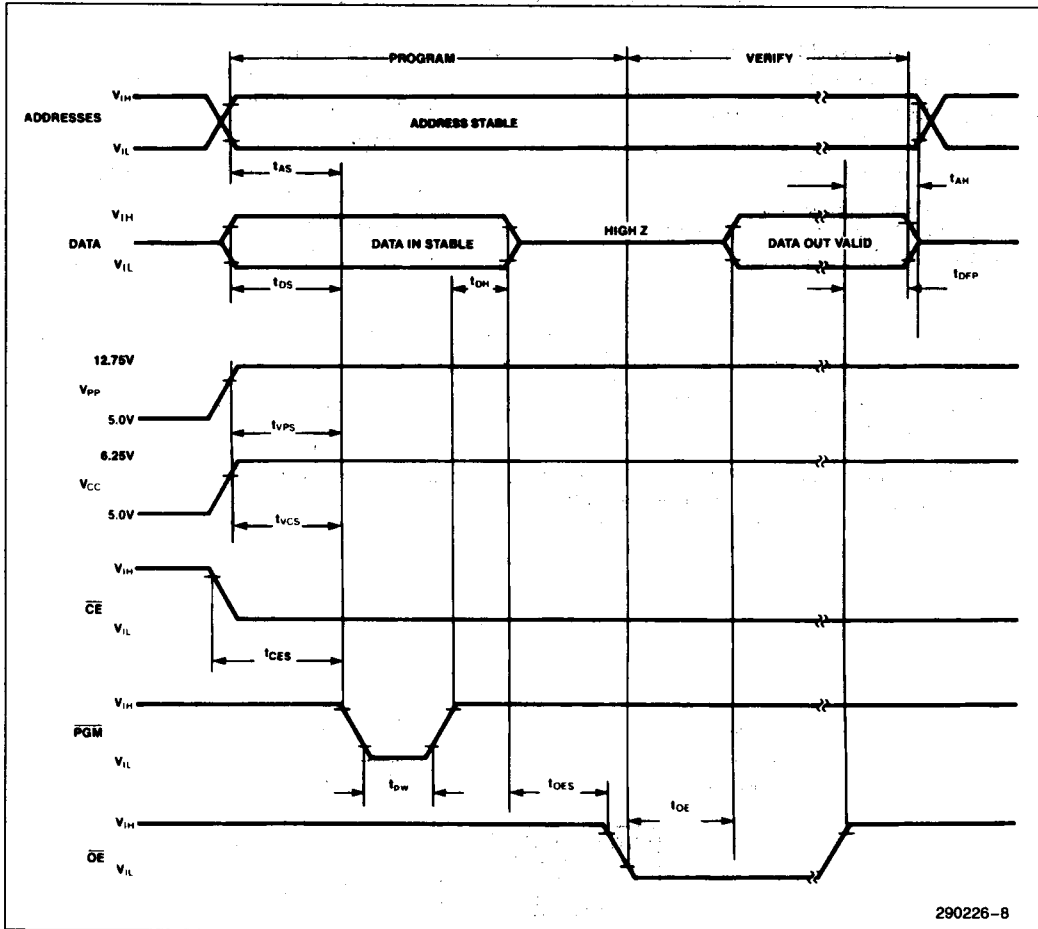 PROGRAM VERIFY
VIH
ADDRESSES ADDRESS STABLE
VIL
tAS tAH
VIH
DATA DATA IN STABLE HIGH Z DATA OUT VALID
VIL
tDS tDH tDFP
12.75V
VPP
5.0V
tVPS
6.25V
VCC
5.0V
tVCS
VIH
CE
VIL
tCES
VIH
PGM
VIL
tPW tOES tOE
VIH
OE
VIL
290226-8